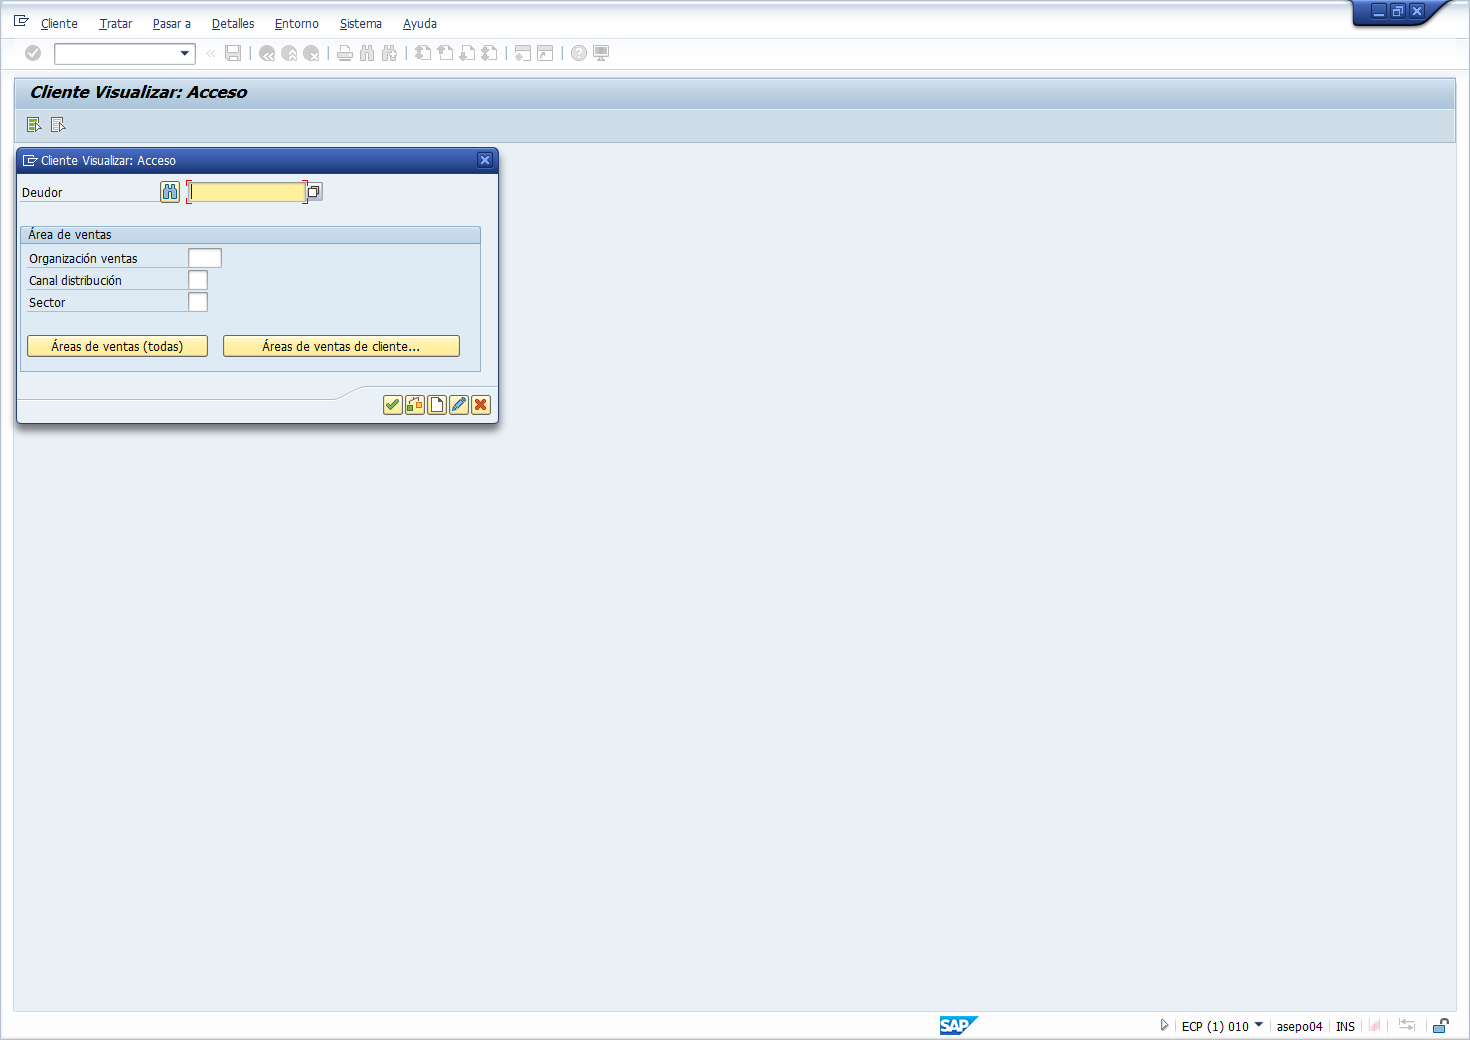 Cliente Tratar Pasar a Detalles Entorno Sistema Ayuda
Cliente Visualizar: Acceso
Cliente Visualizar: Acceso
Deudor
Área de ventas
Organización ventas
Canal distribución
Sector
Áreas de ventas (todas) Áreas de ventas de cliente...
SAP ECP (1) 010 asepo04 INS